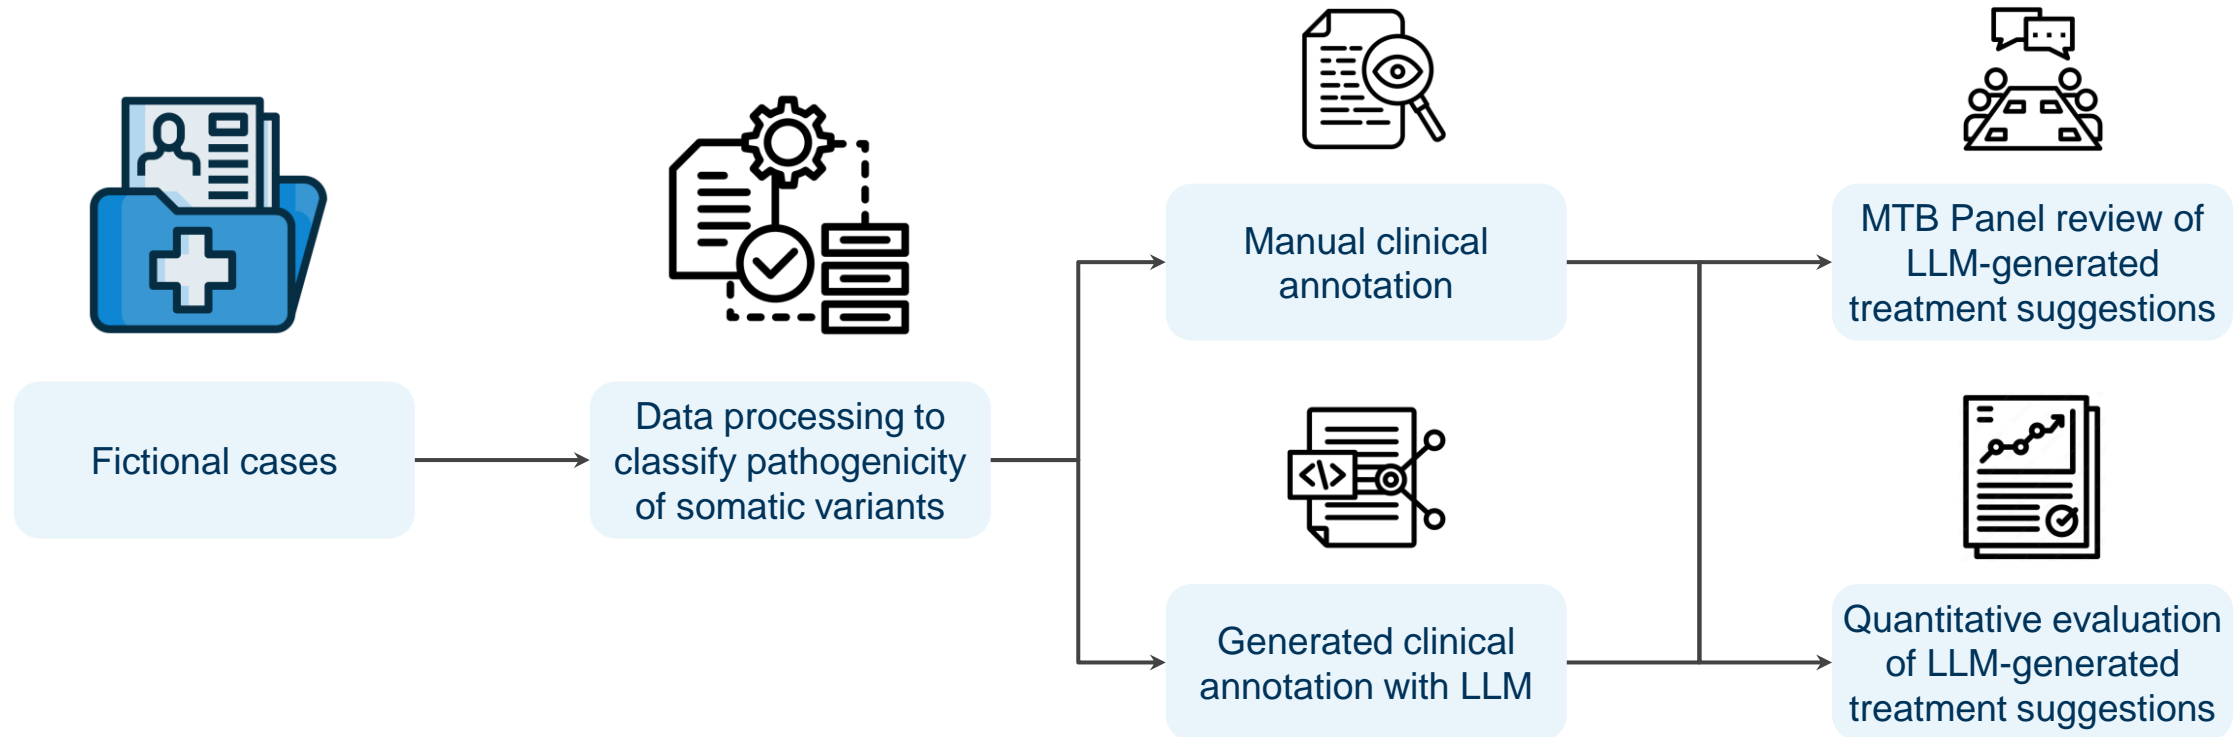 Fictional cases
Data processing to
classify pathogenicity
of somatic variants
Manual clinical
annotation
Generated clinical
annotation with LLM
MTB Panel review of
LLM-generated
treatment suggestions
Quantitative evaluation
of LLM-generated
treatment suggestions